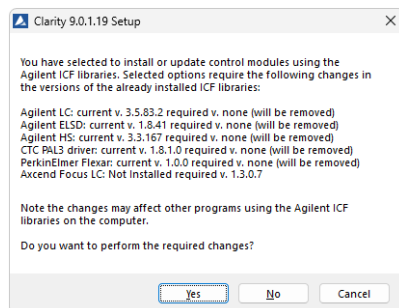 Clarity 9.0.1.19 Setup
You have selected to install or update control modules using the
Agilent ICF libraries. Selected options require the following changes in
the versions of the already installed ICF libraries:
Agilent LC: current v. 3.5.83.2 required v. none (will be removed)
Agilent ELSD: current v. 1.8.41 required v. none (will be removed)
Agilent HS: current v. 3.3.167 required v. none (will be removed)
CTC PAL3 driver: current v. 1.8.1.0 required v. none (will be removed)
PerkinElmer Flexar: current v. 1.0.0 required v. none (will be removed)
Axcend Focus LC: Not Installed required v. 1.3.0.7
Note the changes may affect other programs using the Agilent ICF
libraries on the computer.
Do you want to perform the required changes?
Yes No Cancel